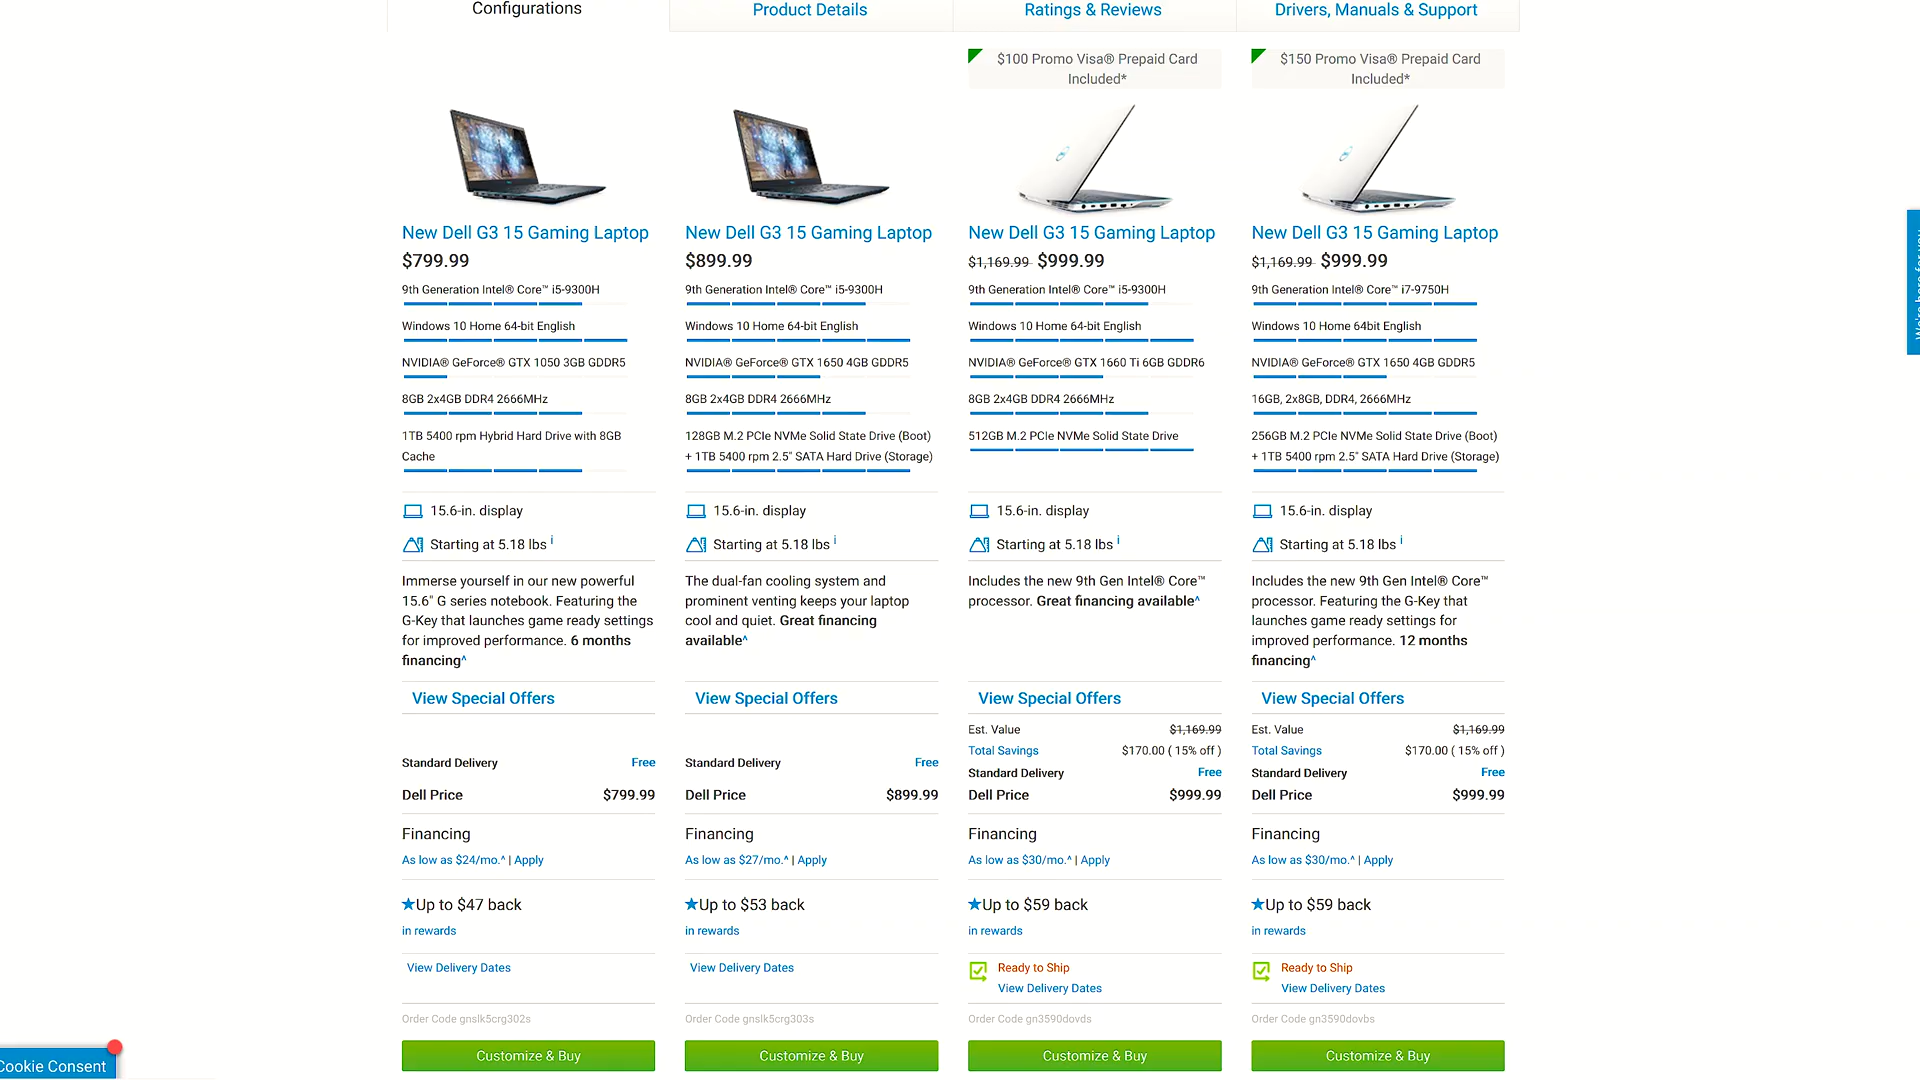 Configurations
Product Details
Ratings & Reviews
Drivers, Manuals & Support
$100 Promo Visa® Prepaid Card
Included*
$150 Promo Visa® Prepaid Card
Included*
New Dell G3 15 Gaming Laptop
$799.99
9th Generation Intel® Core™ i5-9300H
Windows 10 Home 64-bit English
NVIDIA® GeForce® GTX 1050 3GB GDDR5
8GB 2x4GB DDR4 2666MHz
1TB 5400 rpm Hybrid Hard Drive with 8GB
Cache
15.6-in. display
Starting at 5.18 lbs i
Immerse yourself in our new powerful
15.6" G series notebook. Featuring the
G-Key that launches game ready settings
for improved performance. 6 months
financing^
View Special Offers
Standard Delivery Free
Dell Price $799.99
Financing
As low as $24/mo.^ | Apply
Up to $47 back
in rewards
View Delivery Dates
Order Code gnslk5crg302s
Customize & Buy
New Dell G3 15 Gaming Laptop
$899.99
9th Generation Intel® Core™ i5-9300H
Windows 10 Home 64-bit English
NVIDIA® GeForce® GTX 1650 4GB GDDR5
8GB 2x4GB DDR4 2666MHz
128GB M.2 PCIe NVMe Solid State Drive (Boot)
+ 1TB 5400 rpm 2.5" SATA Hard Drive (Storage)
15.6-in. display
Starting at 5.18 lbs i
The dual-fan cooling system and
prominent venting keeps your laptop
cool and quiet. Great financing
available^
View Special Offers
Standard Delivery Free
Dell Price $899.99
Financing
As low as $27/mo.^ | Apply
Up to $53 back
in rewards
View Delivery Dates
Order Code gnslk5crg303s
Customize & Buy
New Dell G3 15 Gaming Laptop
$1,169.99 $999.99
9th Generation Intel® Core™ i5-9300H
Windows 10 Home 64-bit English
NVIDIA® GeForce® GTX 1660 Ti 6GB GDDR6
8GB 2x4GB DDR4 2666MHz
512GB M.2 PCIe NVMe Solid State Drive
15.6-in. display
Starting at 5.18 lbs i
Includes the new 9th Gen Intel® Core™
processor. Great financing available^
View Special Offers
Est. Value $1,169.99
Total Savings $170.00 ( 15% off )
Standard Delivery Free
Dell Price $999.99
Financing
As low as $30/mo.^ | Apply
Up to $59 back
in rewards
Ready to Ship
View Delivery Dates
Order Code gn3590dovds
Customize & Buy
New Dell G3 15 Gaming Laptop
$1,169.99 $999.99
9th Generation Intel® Core™ i7-9750H
Windows 10 Home 64bit English
NVIDIA® GeForce® GTX 1650 4GB GDDR5
16GB, 2x8GB, DDR4, 2666MHz
256GB M.2 PCIe NVMe Solid State Drive (Boot)
+ 1TB 5400 rpm 2.5" SATA Hard Drive (Storage)
15.6-in. display
Starting at 5.18 lbs i
Includes the new 9th Gen Intel® Core™
processor. Featuring the G-Key that
launches game ready settings for
improved performance. 12 months
financing^
View Special Offers
Est. Value $1,169.99
Total Savings $170.00 ( 15% off )
Standard Delivery Free
Dell Price $999.99
Financing
As low as $30/mo.^ | Apply
Up to $59 back
in rewards
Ready to Ship
View Delivery Dates
Order Code gn3590dovbs
Customize & Buy
Cookie Consent